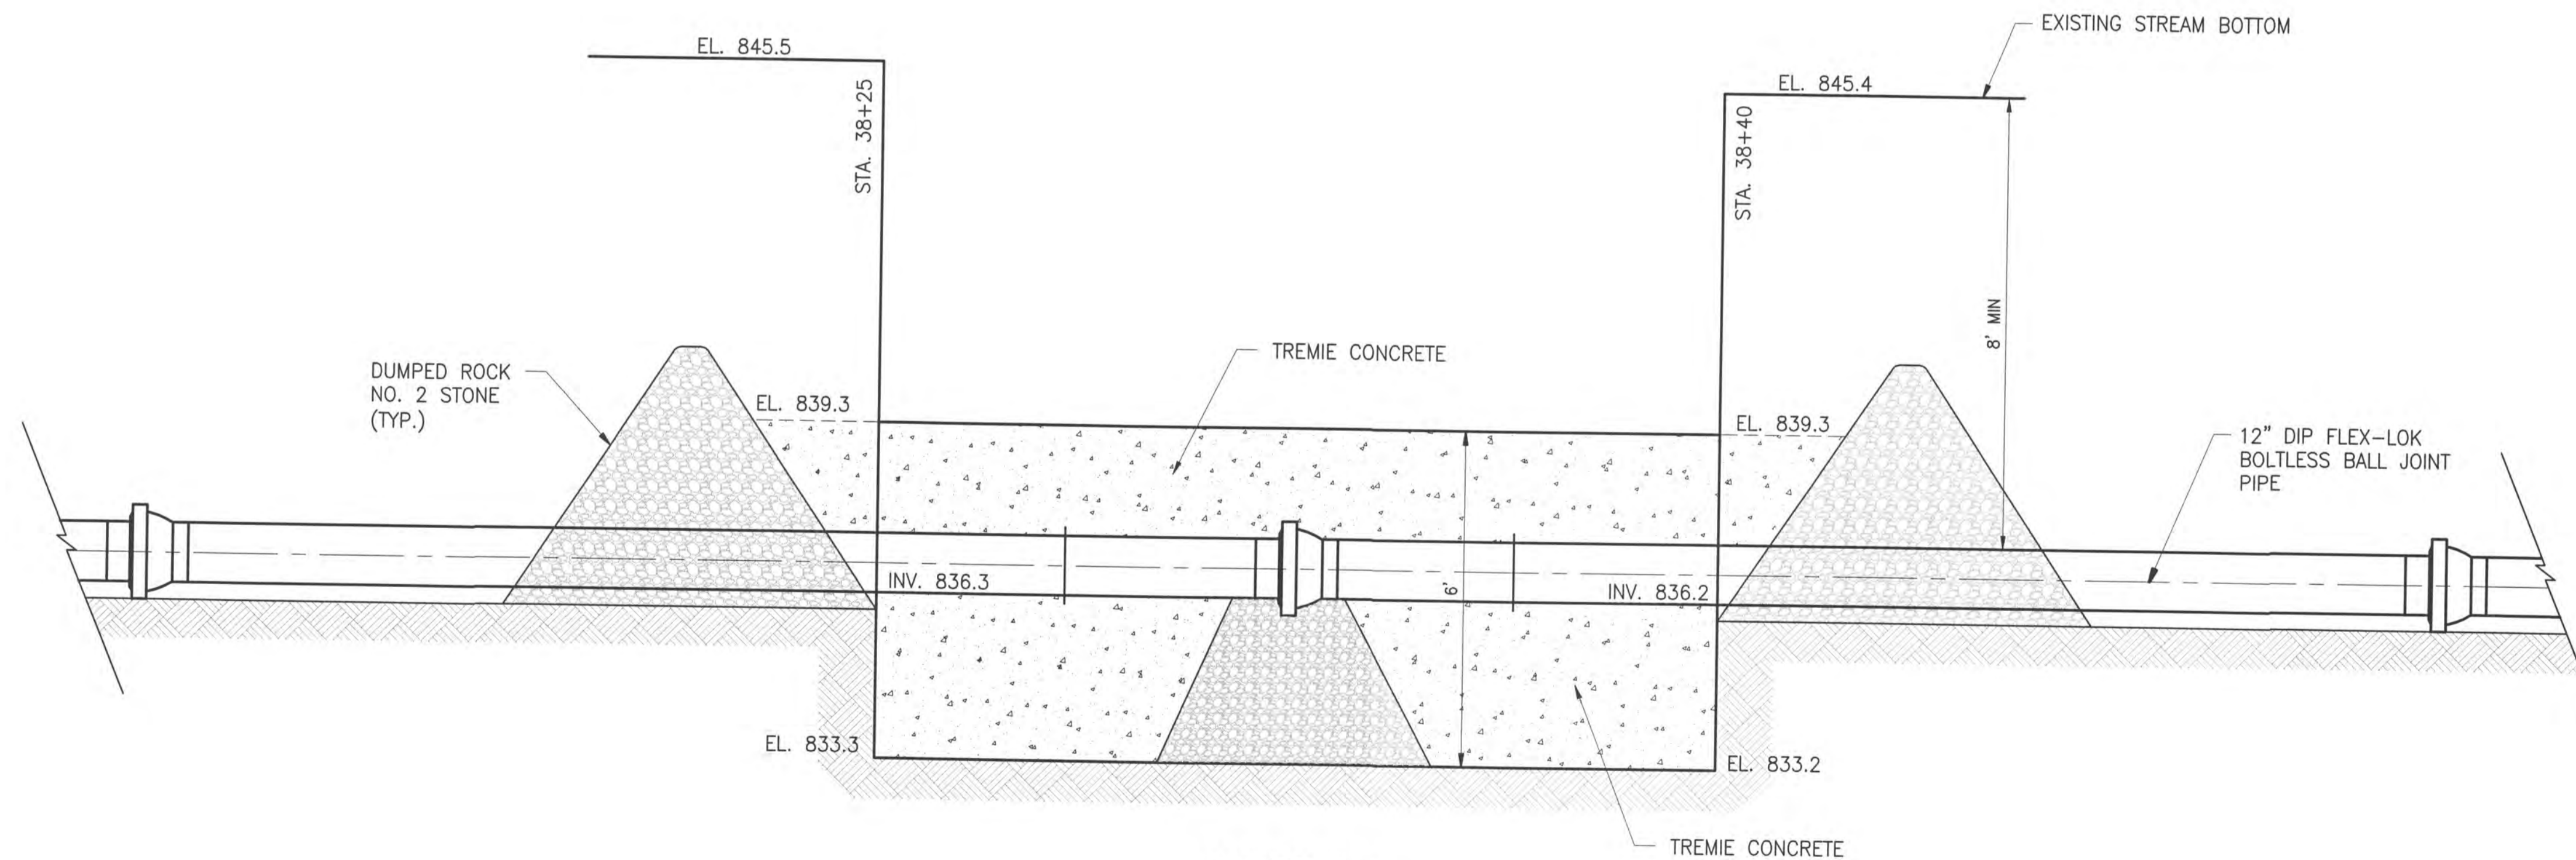 EXISTING STREAM BOTTOM
EL. 845.5
EL. 845.4
STA. 38+25
STA. 38+40
8' MIN
TREMIE CONCRETE
DUMPED ROCK
NO. 2 STONE
(TYP.)
EL. 839.3
EL. 839.3
12" DIP FLEX-LOK
BOLTLESS BALL JOINT
PIPE
INV. 836.3
6'
INV. 836.2
EL. 833.3
EL. 833.2
TREMIE CONCRETE